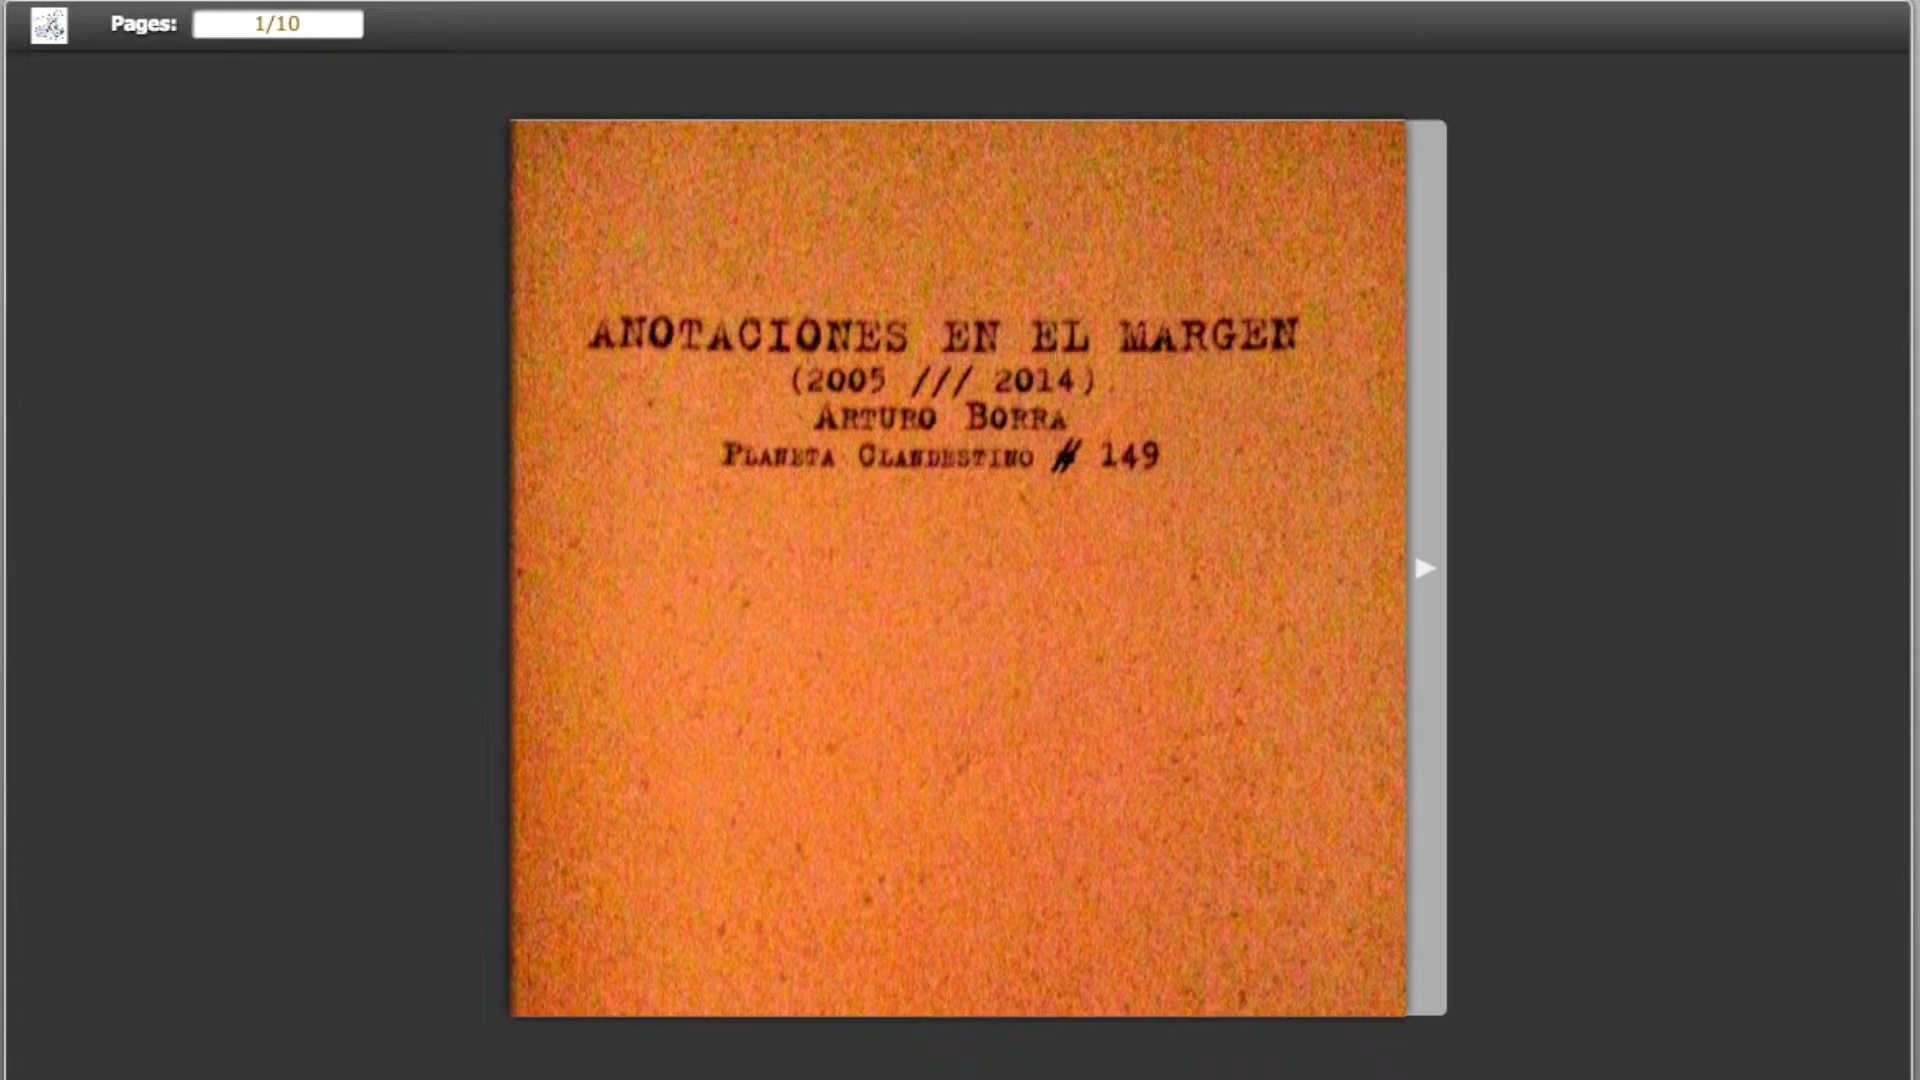 Pages: 1/10
ANOTACIONES EN EL MARGEN
(2005 /// 2014)
ARTURO BORRA
PLANETA CLANDESTINO # 149